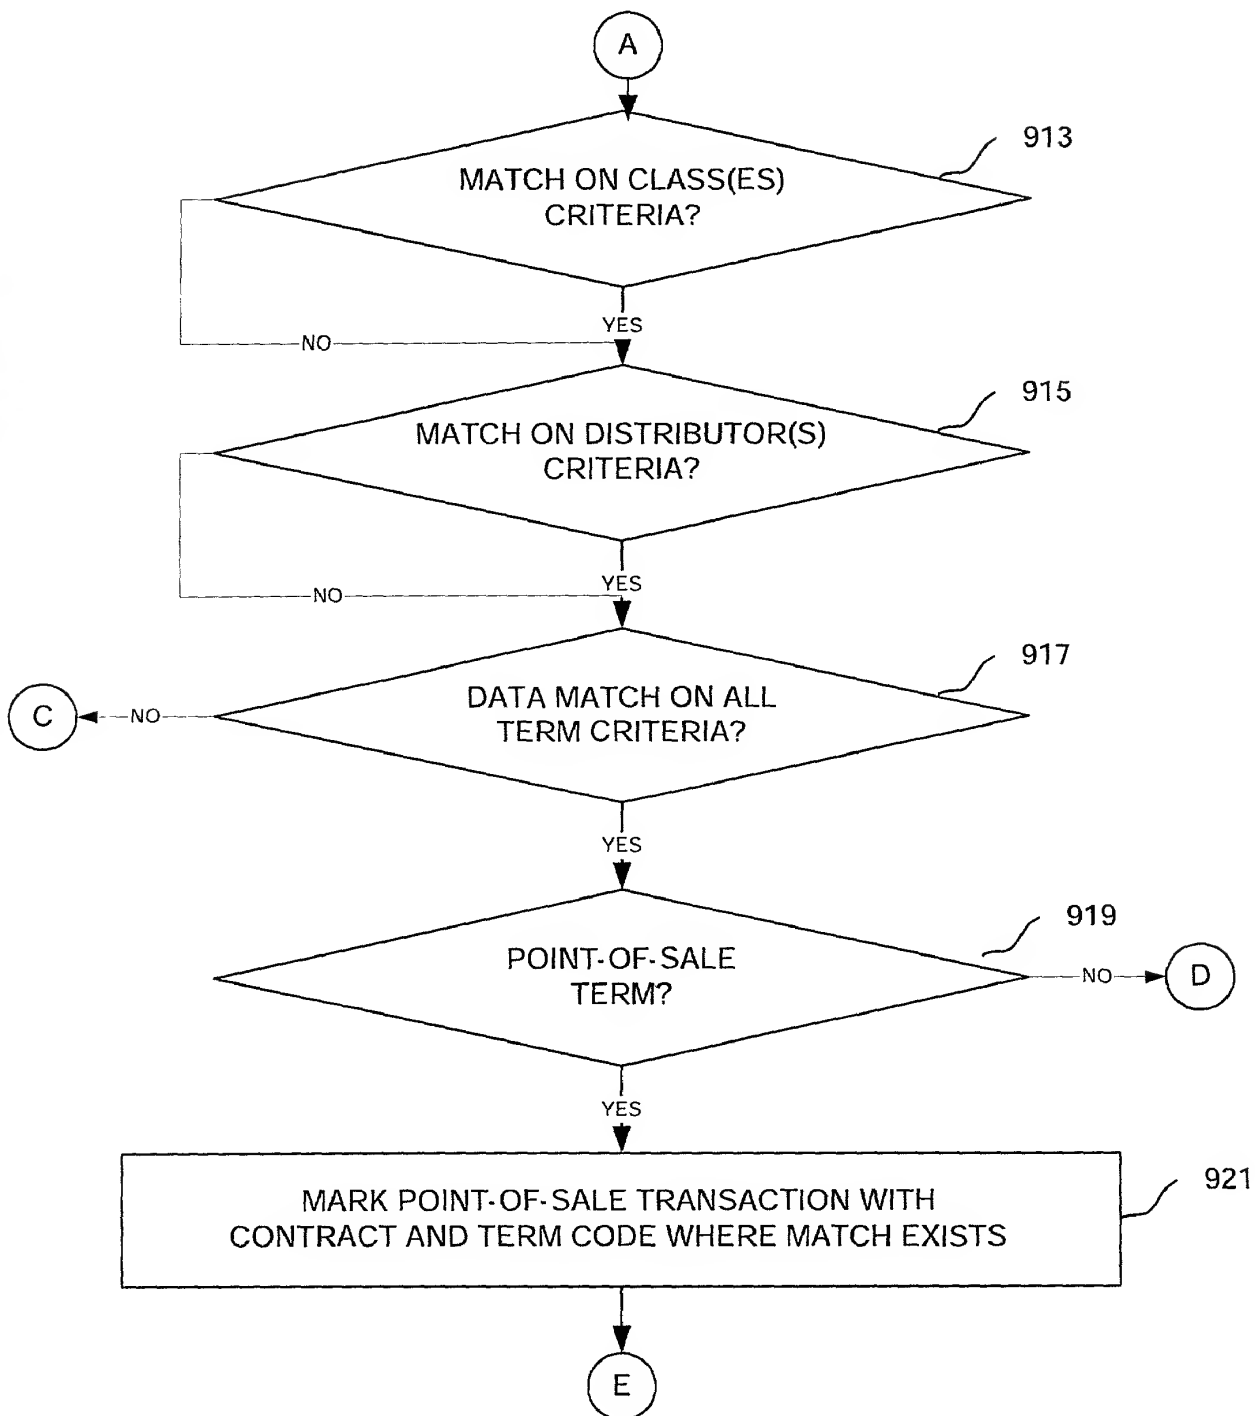 A
913
MATCH ON CLASS(ES)
CRITERIA?
YES
NO
915
MATCH ON DISTRIBUTOR(S)
CRITERIA?
YES
NO
917
DATA MATCH ON ALL
TERM CRITERIA?
C
NO
YES
919
POINT-OF-SALE
TERM?
NO
D
YES
921
MARK POINT-OF-SALE TRANSACTION WITH
CONTRACT AND TERM CODE WHERE MATCH EXISTS
E